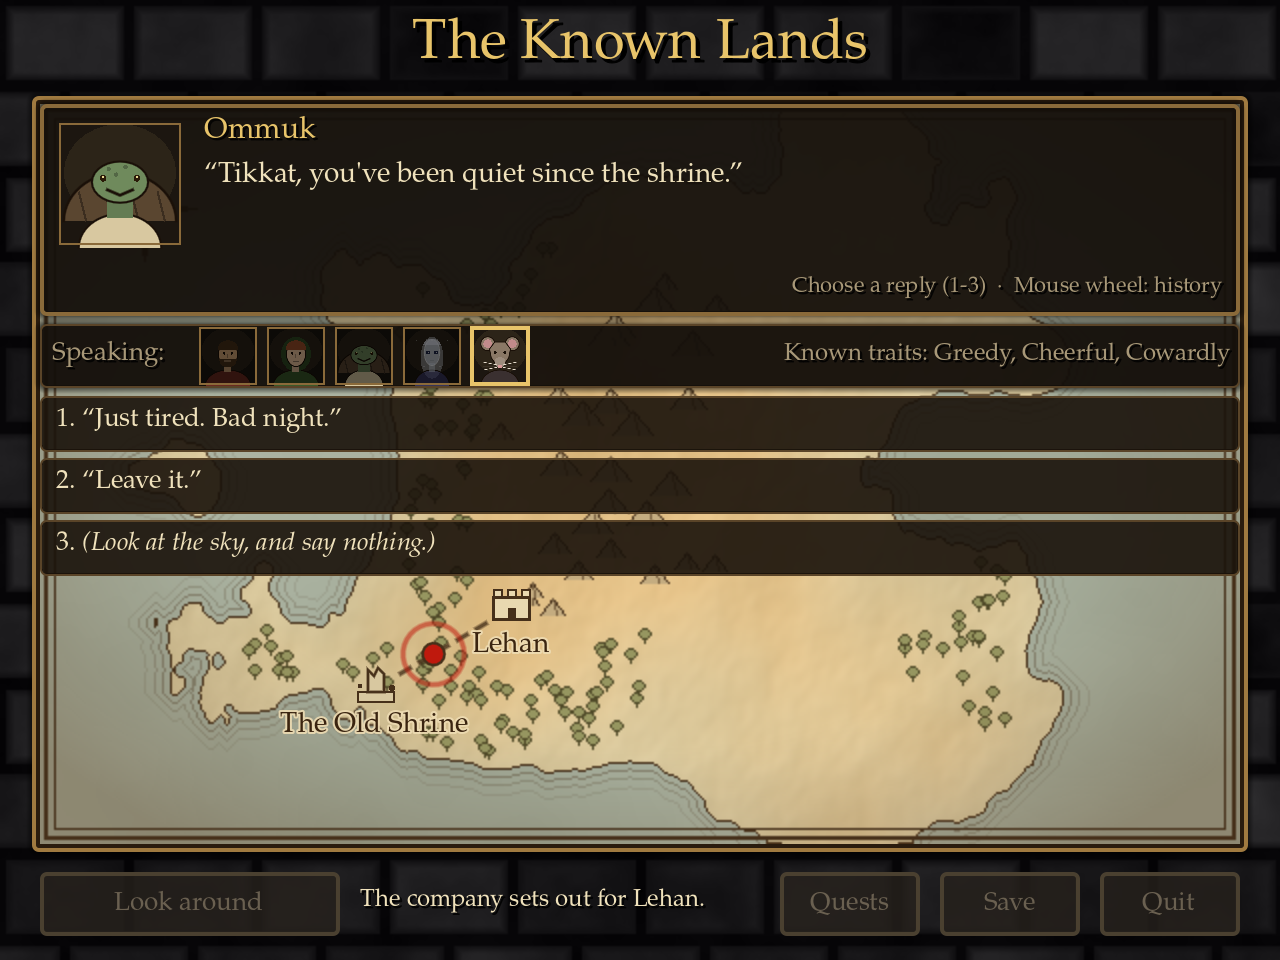 The Known Lands
Ommuk
“Tikkat, you've been quiet since the shrine.”
Choose a reply (1-3) · Mouse wheel: history
Speaking:
Known traits: Greedy, Cheerful, Cowardly
1. “Just tired. Bad night.”
2. “Leave it.”
3. (Look at the sky, and say nothing.)
Lehan
The Old Shrine
Look around
The company sets out for Lehan.
Quests
Save
Quit